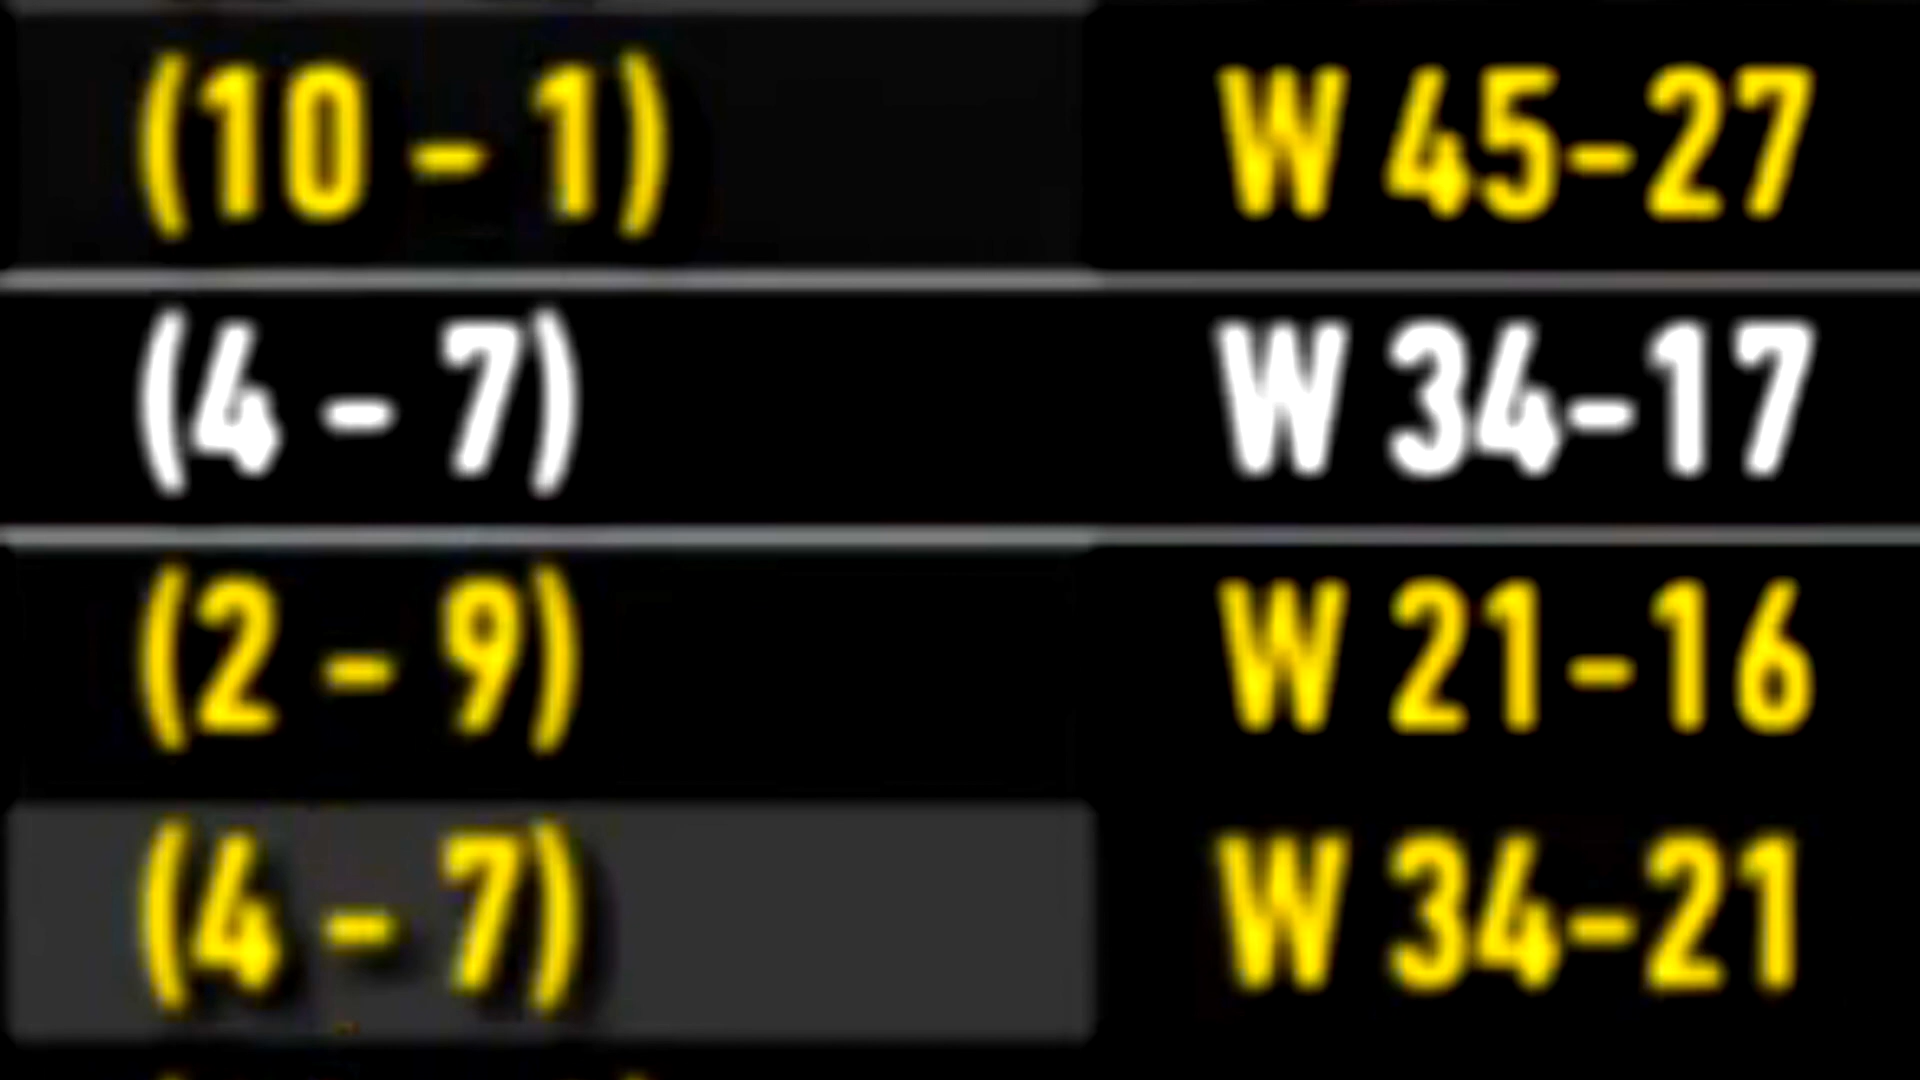 (10 - 1) W 45-27
(4 - 7) W 34-17
(2 - 9) W 21-16
(4 - 7) W 34-21